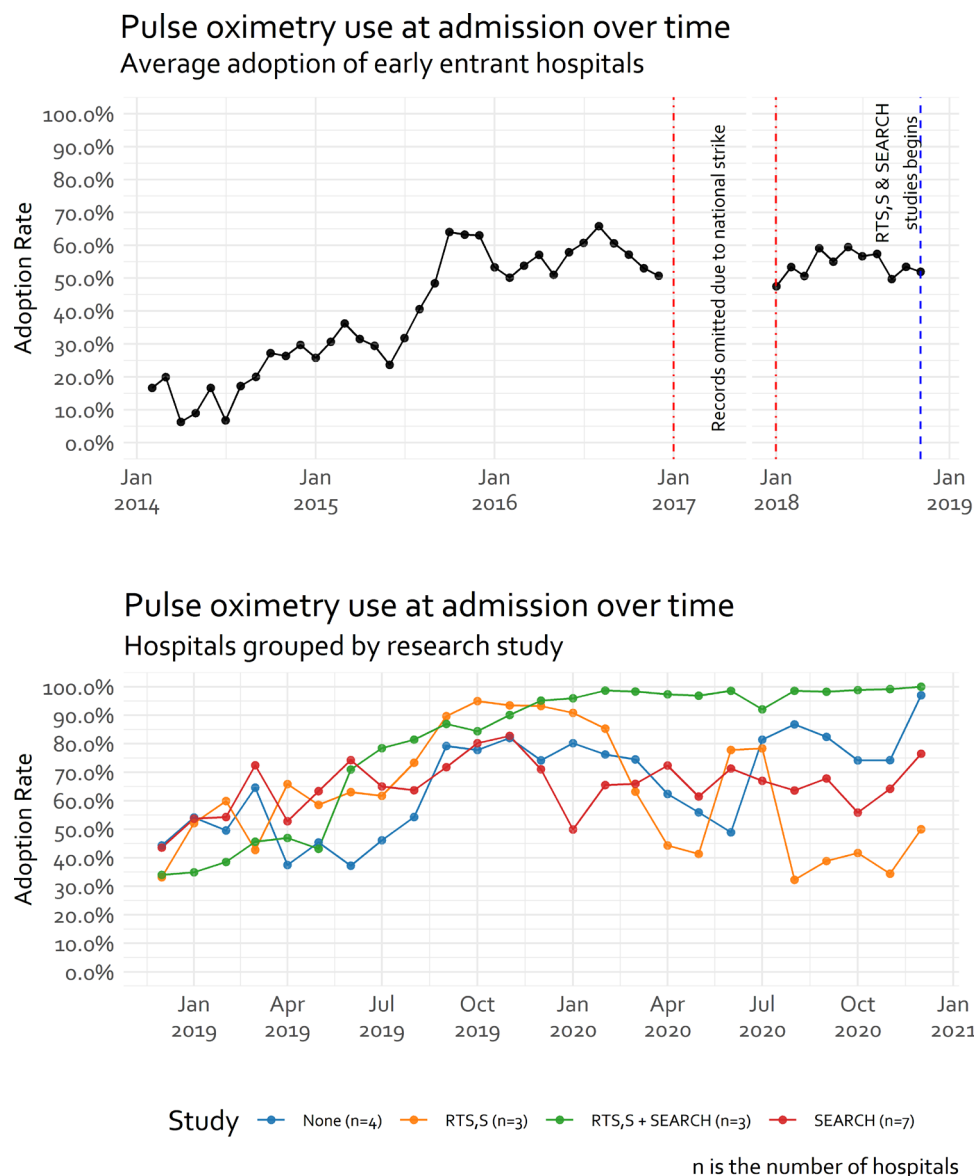 Pulse oximetry use at admission over time
Average adoption of early entrant hospitals
Adoption Rate
100.0%
90.0%
80.0%
70.0%
60.0%
50.0%
40.0%
30.0%
20.0%
10.0%
0.0%
Records omitted due to national strike
RTS,S & SEARCH
studies begins
Jan Jan Jan Jan Jan Jan
2014 2015 2016 2017 2018 2019
Pulse oximetry use at admission over time
Hospitals grouped by research study
Adoption Rate
100.0%
90.0%
80.0%
70.0%
60.0%
50.0%
40.0%
30.0%
20.0%
10.0%
0.0%
Jan Apr Jul Oct Jan Apr Jul Oct Jan
2019 2019 2019 2019 2020 2020 2020 2020 2021
Study None (n=4) RTS,S (n=3) RTS,S + SEARCH (n=3) SEARCH (n=7)
n is the number of hospitals